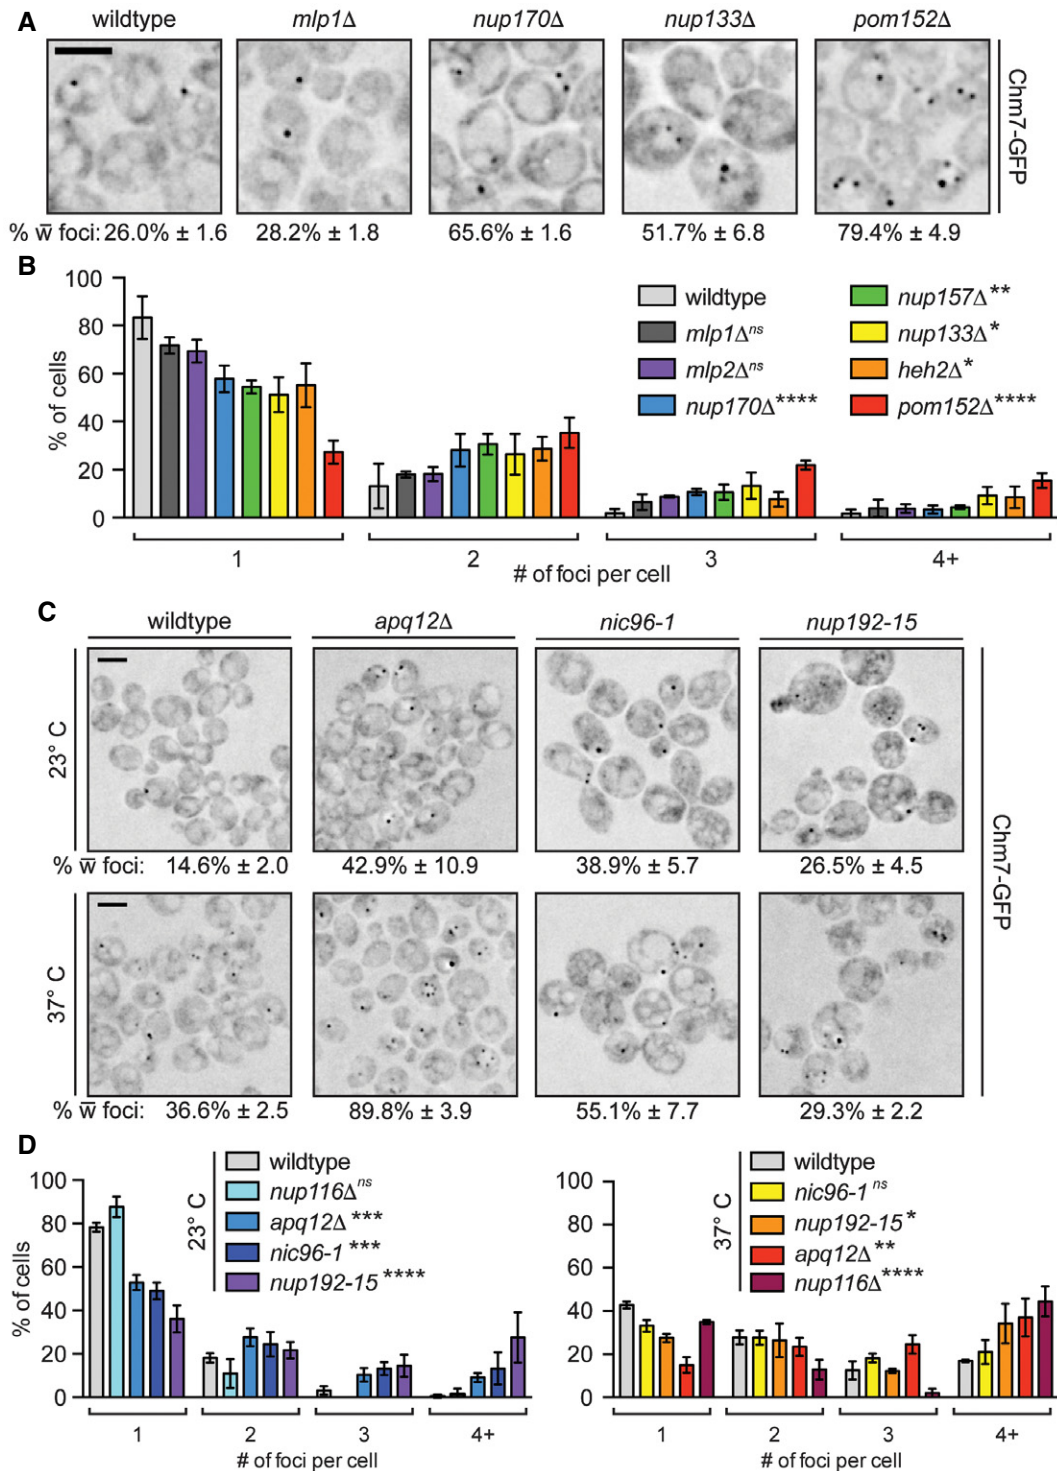 A
wildtype mlp1Δ nup170Δ nup133Δ pom152Δ
Chm7-GFP
% w̅ foci: 26.0% ± 1.6 28.2% ± 1.8 65.6% ± 1.6 51.7% ± 6.8 79.4% ± 4.9
B
100
80
60
40
20
0
% of cells
wildtype
mlp1Δ ns
mlp2Δ ns
nup170Δ****
nup157Δ**
nup133Δ*
heh2Δ*
pom152Δ****
1 2 3 4+
# of foci per cell
C
wildtype apq12Δ nic96-1 nup192-15
23° C
% w̅ foci: 14.6% ± 2.0 42.9% ± 10.9 38.9% ± 5.7 26.5% ± 4.5
Chm7-GFP
37° C
% w̅ foci: 36.6% ± 2.5 89.8% ± 3.9 55.1% ± 7.7 29.3% ± 2.2
D
100
80
60
40
20
0
% of cells
23° C
wildtype
nup116Δ ns
apq12Δ ***
nic96-1 ***
nup192-15 ****
1 2 3 4+
# of foci per cell
100
80
60
40
20
0
37° C
wildtype
nic96-1 ns
nup192-15 *
apq12Δ **
nup116Δ ****
1 2 3 4+
# of foci per cell